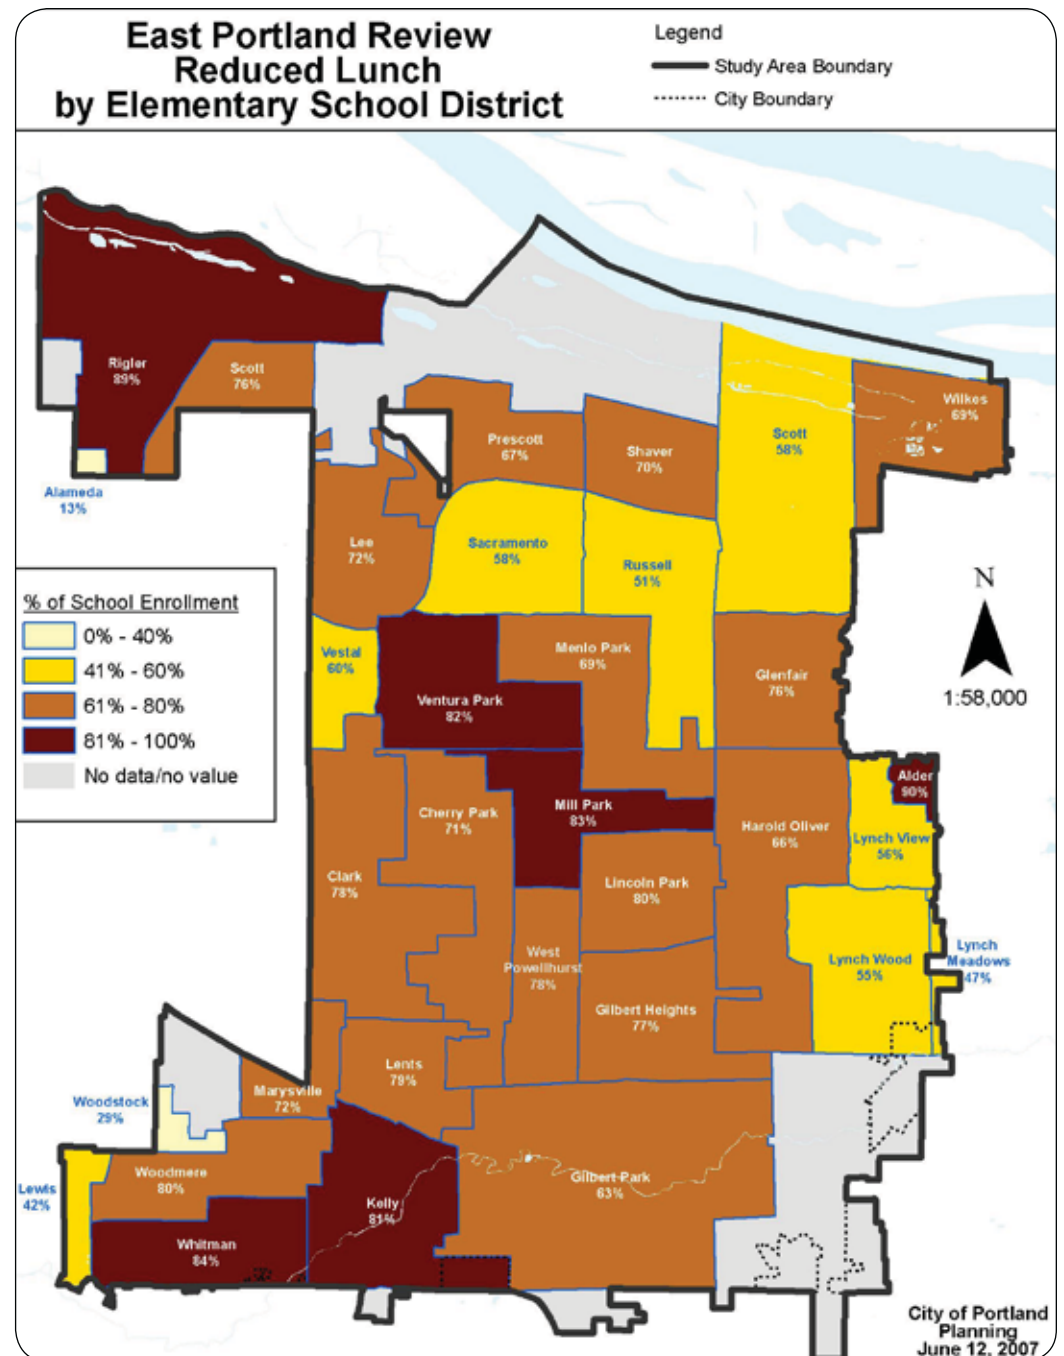 East Portland Review
Reduced Lunch
by Elementary School District
Legend
Study Area Boundary
City Boundary
Rigler
89%
Scott
76%
Wilkes
69%
Prescott
67%
Shaver
70%
Scott
58%
Alameda
13%
Lee
72%
Sacramento
58%
Russell
51%
% of School Enrollment
0% - 40%
41% - 60%
61% - 80%
81% - 100%
No data/no value
N
1:58,000
Vestal
60%
Menlo Park
69%
Glenfair
76%
Ventura Park
82%
Alder
90%
Cherry Park
71%
Mill Park
83%
Harold Oliver
66%
Lynch View
56%
Clark
78%
Lincoln Park
80%
West
Powellhurst
78%
Lynch Wood
55%
Lynch
Meadows
47%
Gilbert Heights
77%
Lents
79%
Marysville
72%
Woodstock
29%
Woodmere
80%
Gilbert Park
63%
Lewis
42%
Kelly
81%
Whitman
84%
City of Portland
Planning
June 12, 2007